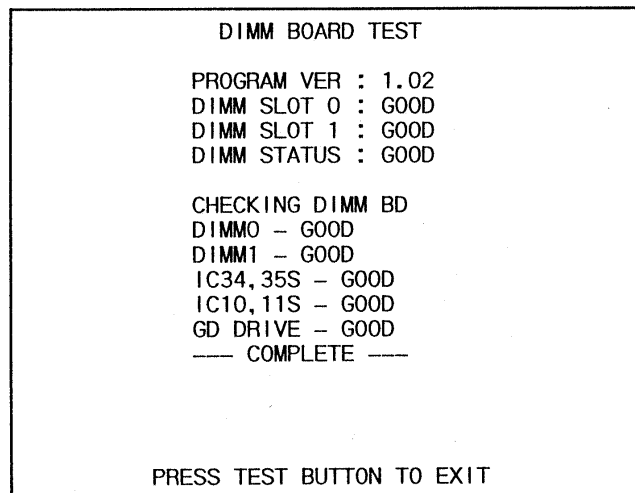 DIMM BOARD TEST
PROGRAM VER : 1.02
DIMM SLOT 0 : GOOD
DIMM SLOT 1 : GOOD
DIMM STATUS : GOOD
CHECKING DIMM BD
DIMM0 – GOOD
DIMM1 – GOOD
IC34,35S – GOOD
IC10,11S – GOOD
GD DRIVE – GOOD
––– COMPLETE –––
PRESS TEST BUTTON TO EXIT